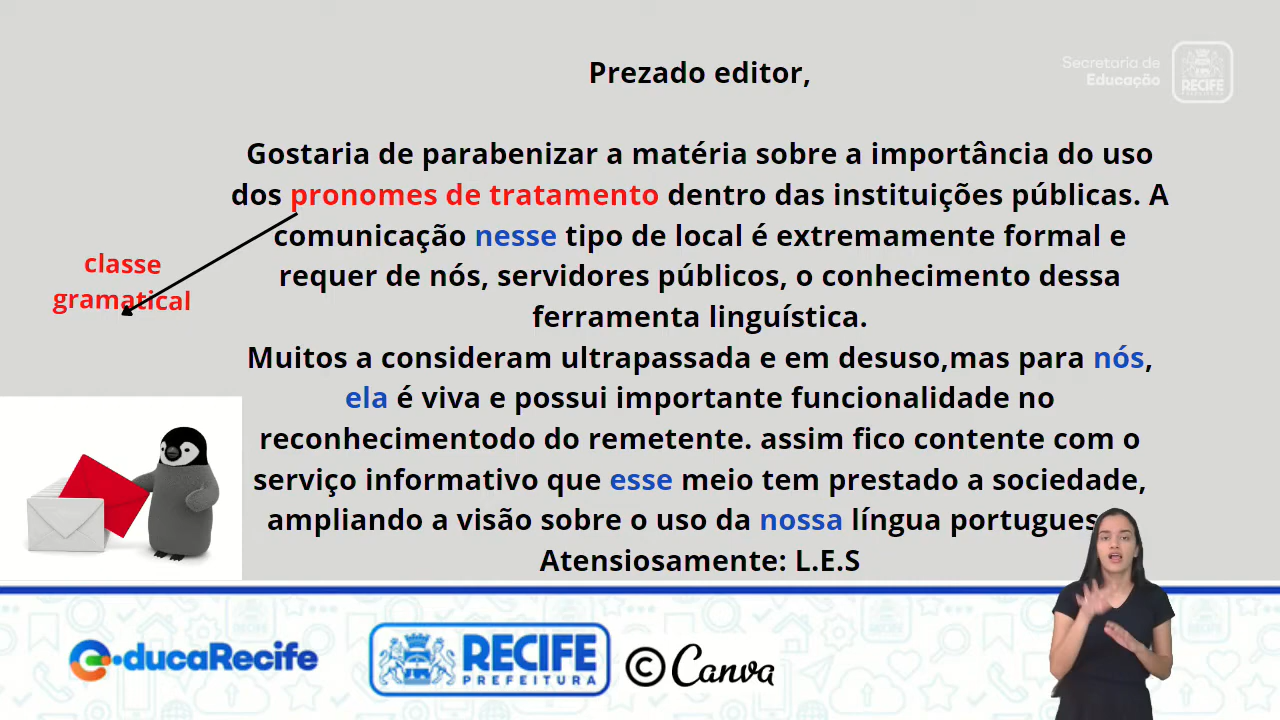 Secretaria de
Educação
RECIFE
PREFEITURA
Prezado editor,
Gostaria de parabenizar a matéria sobre a importância do uso
dos pronomes de tratamento dentro das instituições públicas. A
comunicação nesse tipo de local é extremamente formal e
requer de nós, servidores públicos, o conhecimento dessa
ferramenta linguística.
Muitos a consideram ultrapassada e em desuso,mas para nós,
ela é viva e possui importante funcionalidade no
reconhecimentodo do remetente. assim fico contente com o
serviço informativo que esse meio tem prestado a sociedade,
ampliando a visão sobre o uso da nossa língua portugues
Atensiosamente: L.E.S
classe
gramatical
educaRecife
RECIFE
PREFEITURA
© Canva